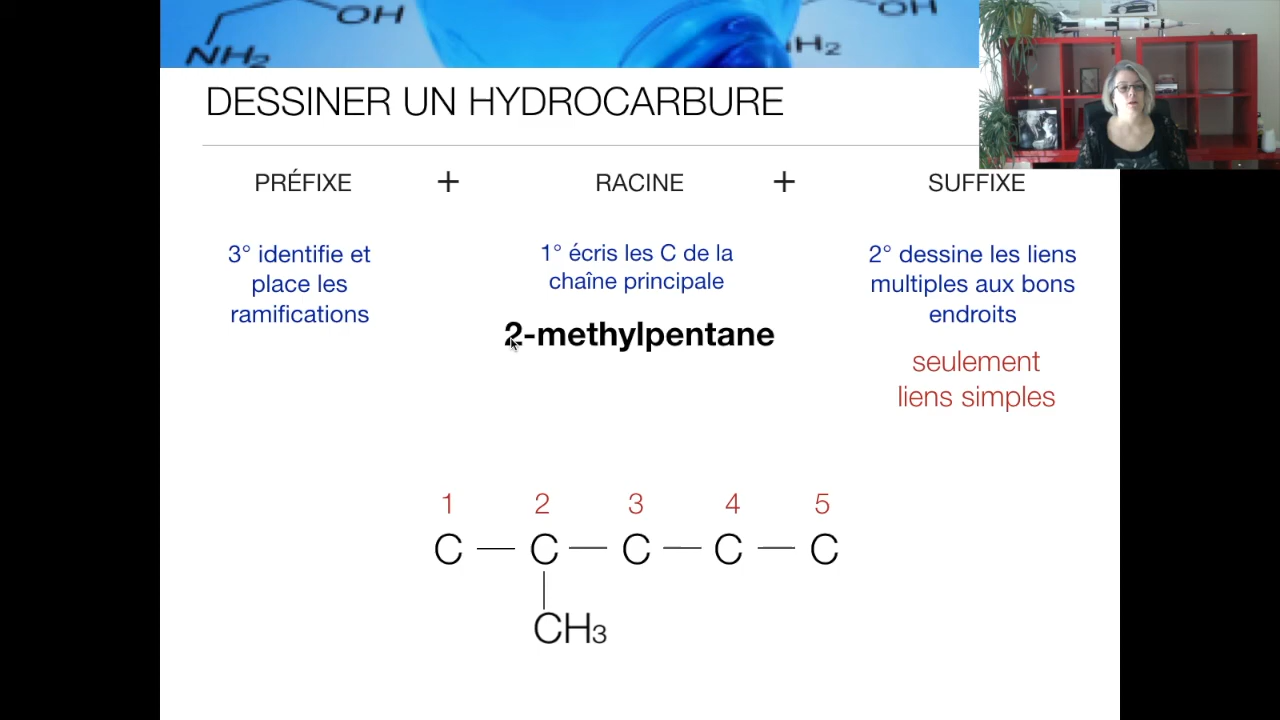 OH
OH
NH2
H2
DESSINER UN HYDROCARBURE
PRÉFIXE + RACINE + SUFFIXE
3° identifie et
place les
ramifications
1° écris les C de la
chaîne principale
2° dessine les liens
multiples aux bons
endroits
2-methylpentane
seulement
liens simples
1 2 3 4 5
C — C — C — C — C
CH3